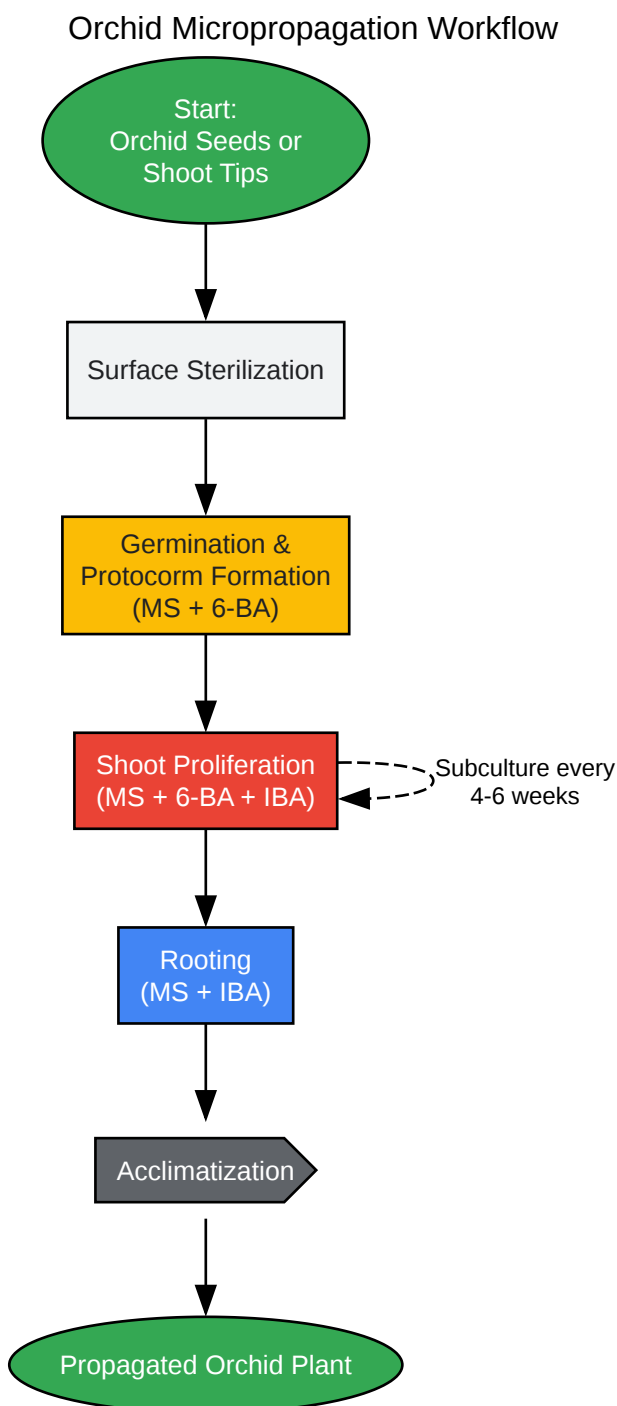 Orchid Micropropagation Workflow
Start:
Orchid Seeds or
Shoot Tips
Surface Sterilization
Germination &
Protocorm Formation
(MS + 6-BA)
Shoot Proliferation
(MS + 6-BA + IBA)
Subculture every
4-6 weeks
Rooting
(MS + IBA)
Acclimatization
Propagated Orchid Plant